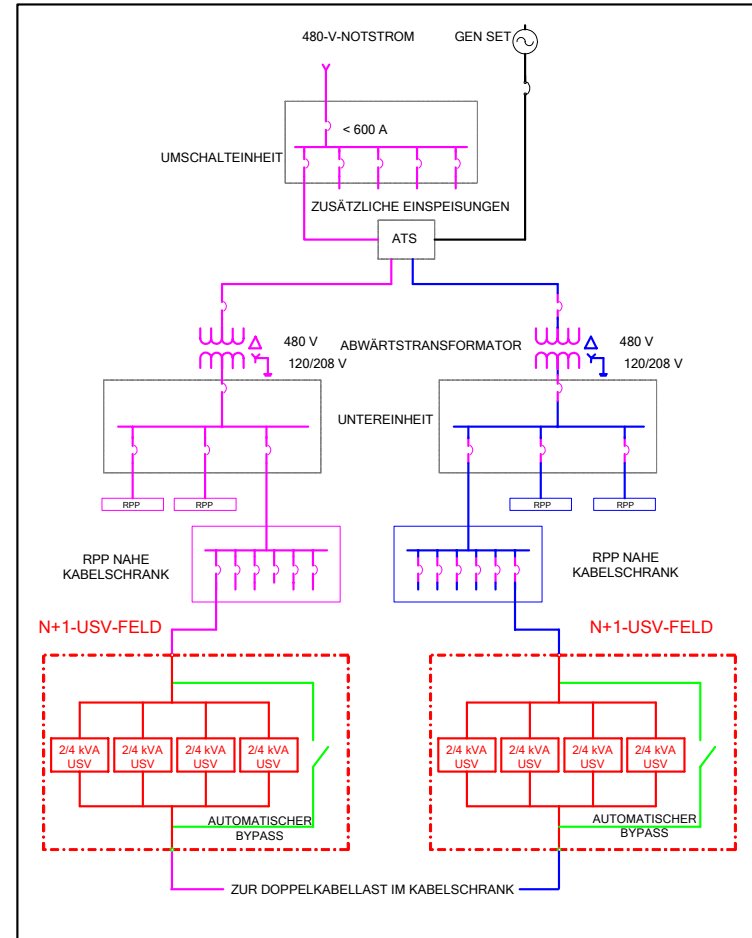 480-V-NOTSTROM
GEN SET
< 600 A
UMSCHALTEINHEIT
ZUSÄTZLICHE EINSPEISUNGEN
ATS
480 V
120/208 V
ABWÄRTSTRANSFORMATOR
480 V
120/208 V
UNTEREINHEIT
RPP
RPP
RPP
RPP
RPP NAHE
KABELSCHRANK
RPP NAHE
KABELSCHRANK
N+1-USV-FELD
N+1-USV-FELD
2/4 kVA
USV
2/4 kVA
USV
2/4 kVA
USV
2/4 kVA
USV
2/4 kVA
USV
2/4 kVA
USV
2/4 kVA
USV
2/4 kVA
USV
AUTOMATISCHER
BYPASS
AUTOMATISCHER
BYPASS
ZUR DOPPELKABELLAST IM KABELSCHRANK